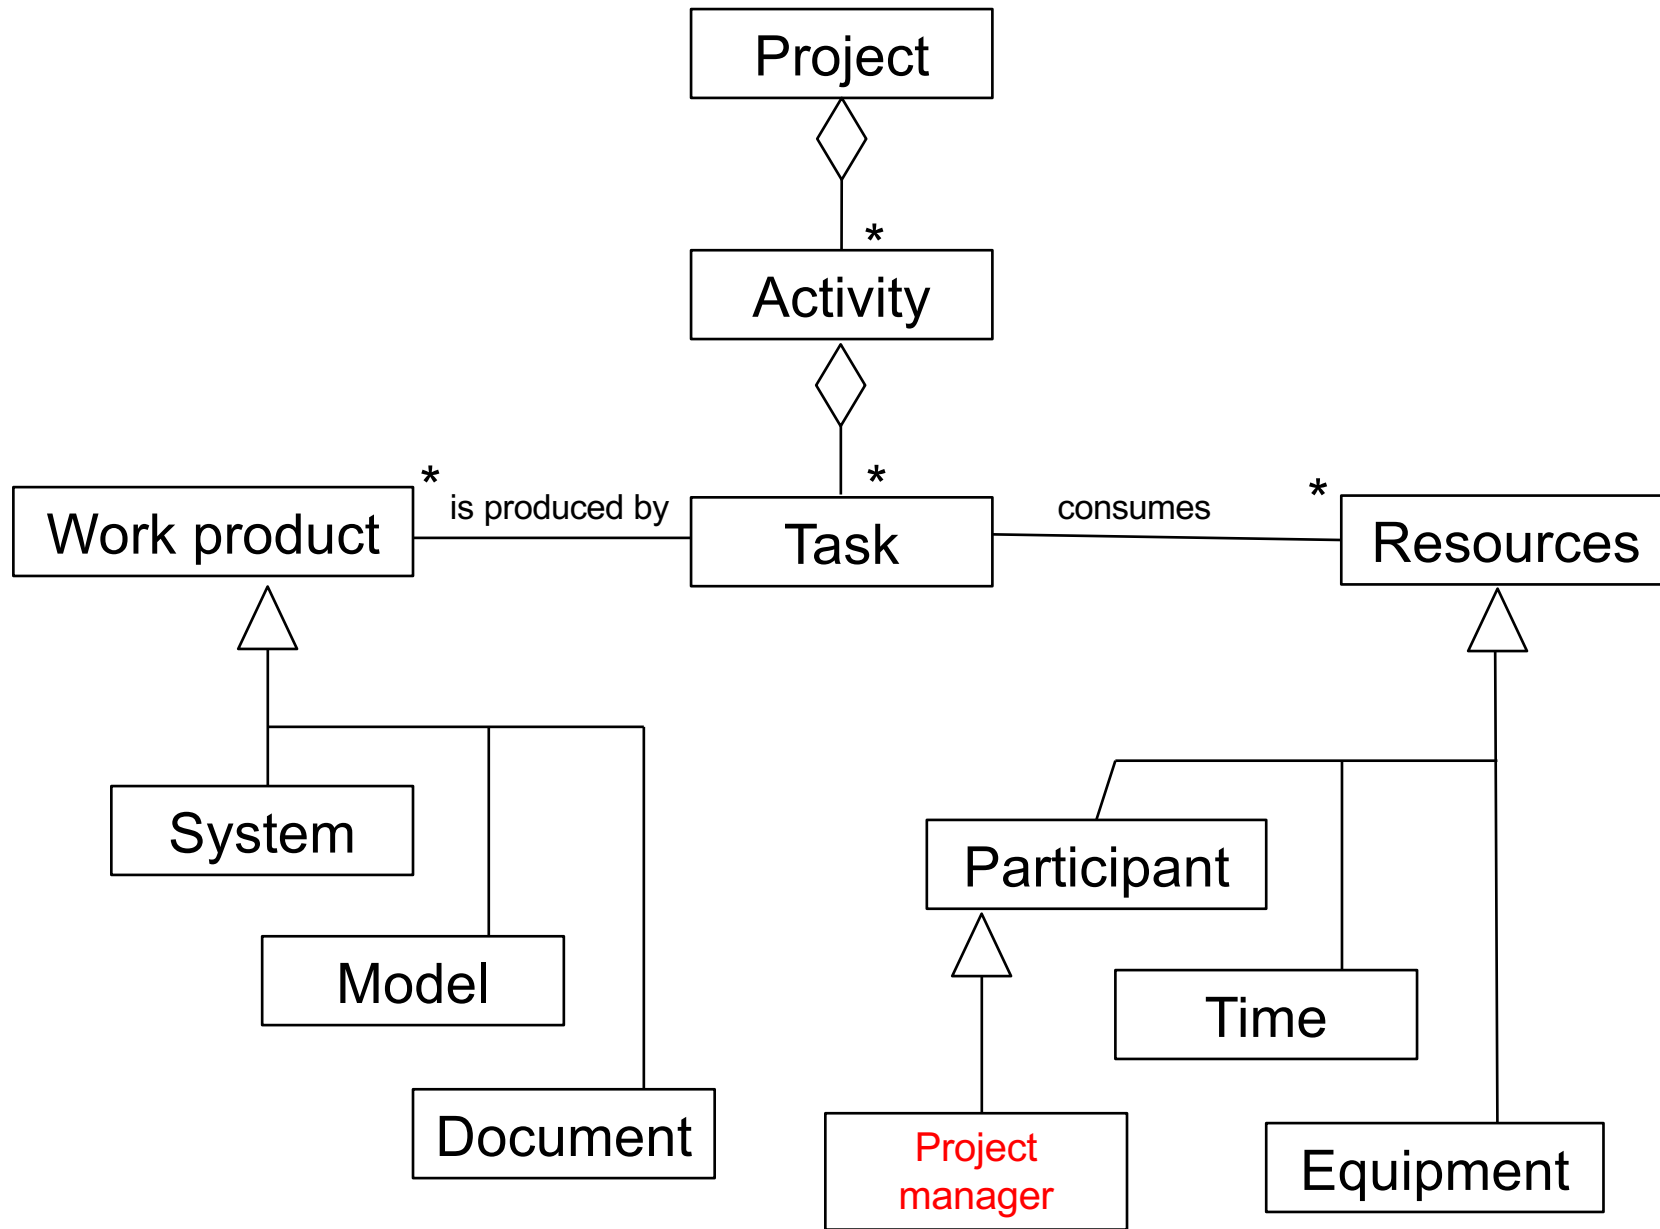 Project
*
Activity
*
*
is produced by
consumes
*
Work product
Task
Resources
System
Participant
Model
Time
Document
Project
manager
Equipment